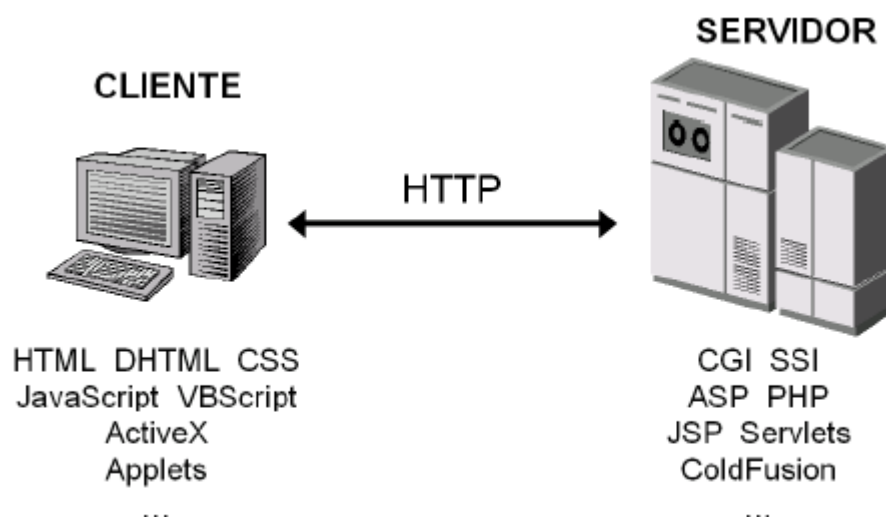 SERVIDOR
CLIENTE
HTTP
HTML DHTML CSS
JavaScript VBScript
ActiveX
Applets
...
CGI SSI
ASP PHP
JSP Servlets
ColdFusion
...